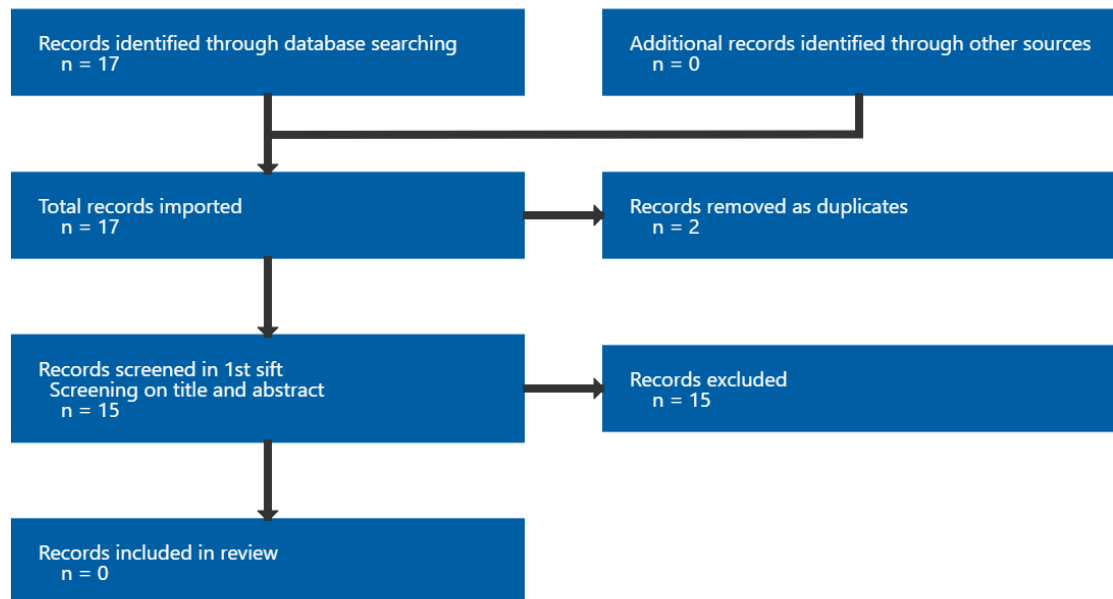 Records identified through database searching
n = 17
Additional records identified through other sources
n = 0
Total records imported
n = 17
Records removed as duplicates
n = 2
Records screened in 1st sift
Screening on title and abstract
n = 15
Records excluded
n = 15
Records included in review
n = 0